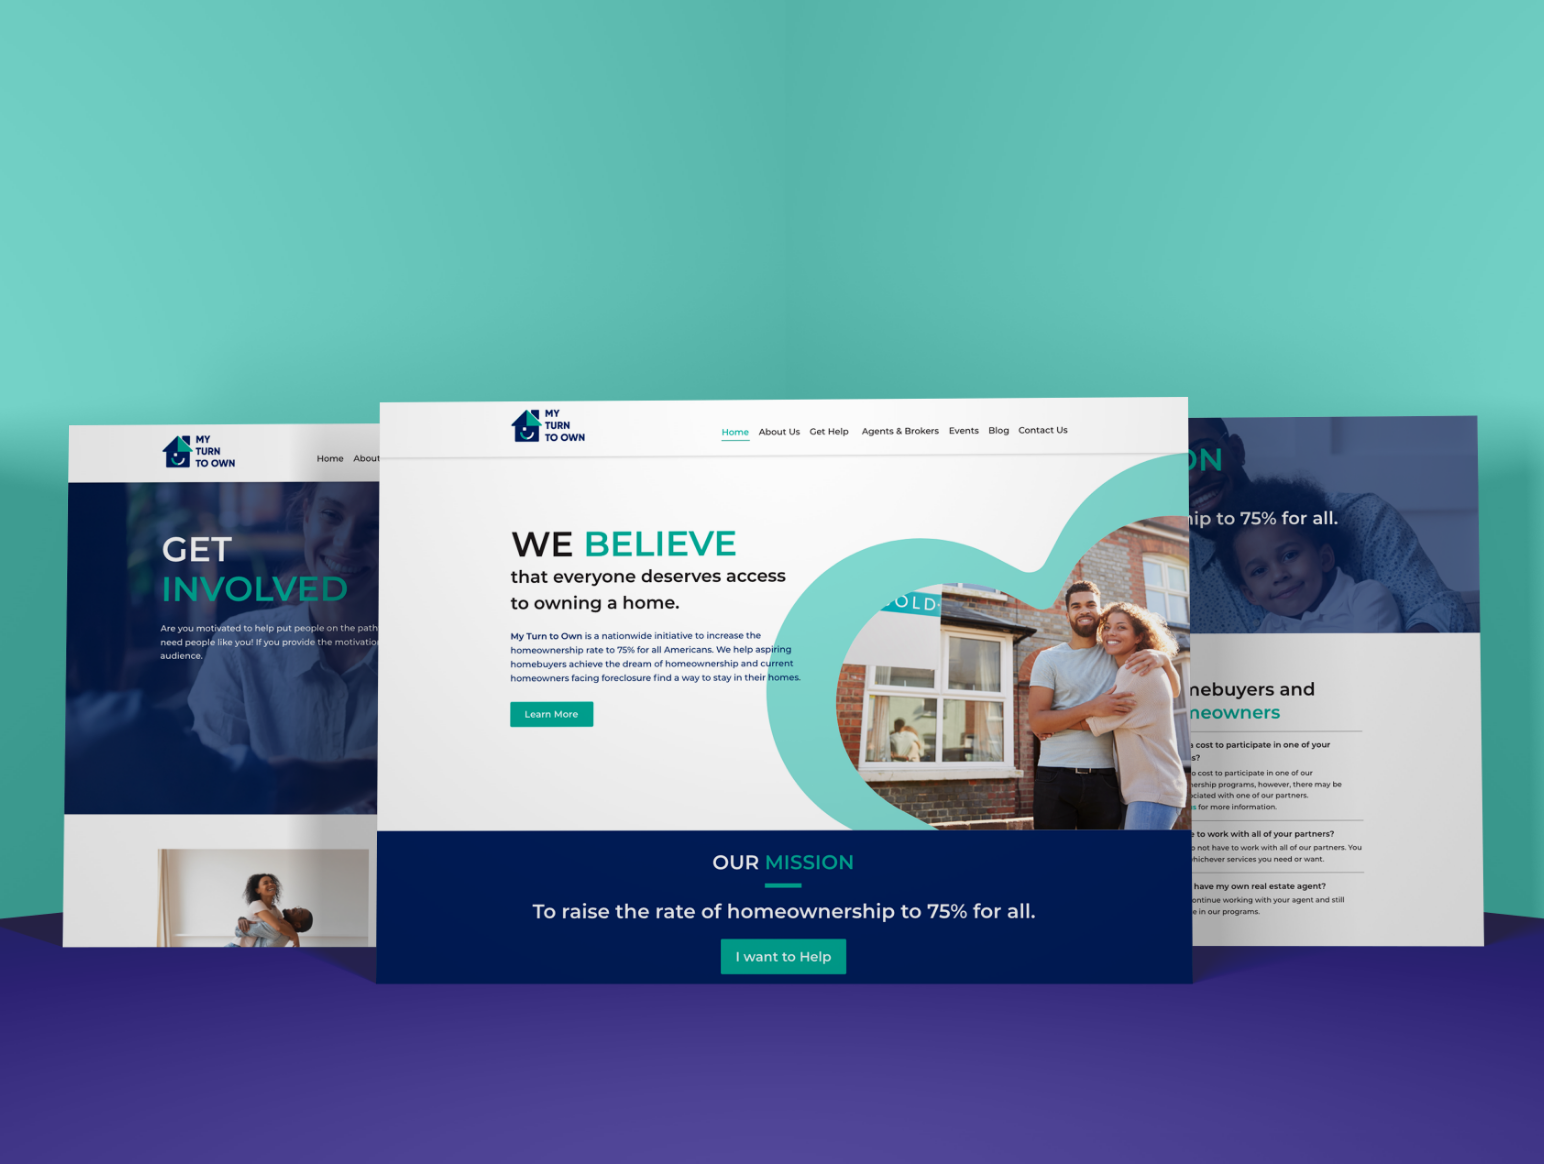 MY
TURN
TO OWN
Home About
GET
INVOLVED
Are you motivated to help put people on the path
need people like you! If you provide the
audience.
MY
TURN
TO OWN
Home About Us Get Help Agents & Brokers Events Blog Contact Us
WE BELIEVE
that everyone deserves access
to owning a home.
My Turn to Own is a nationwide initiative to increase the
homeownership rate to 75% for all Americans. We help aspiring
homebuyers achieve the dream of homeownership and current
homeowners facing foreclosure find a way to stay in their homes.
Learn More
OLD
OUR MISSION
To raise the rate of homeownership to 75% for all.
I want to Help
ON
ip to 75% for all.
mebuyers and
meowners
a cost to participate in one of your
s?
o cost to participate in one of our
nership programs, however, there may be
ociated with one of our partners.
for more information.
e to work with all of your partners?
o not have to work with all of our partners. You
whichever services you need or want.
have my own real estate agent?
ontinue working with your agent and still
e in our programs.